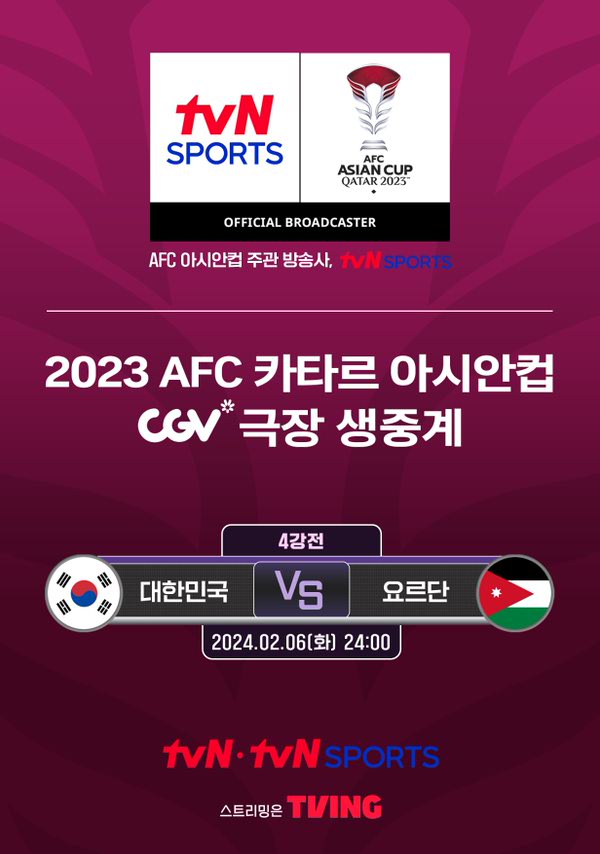 tvN
SPORTS
AFC
ASIAN CUP
QATAR 2023™
OFFICIAL BROADCASTER
AFC 아시안컵 주관 방송사, tvN SPORTS
2023 AFC 카타르 아시안컵
CGV 극장 생중계
4강전
대한민국 VS 요르단
2024.02.06(화) 24:00
tvN · tvN SPORTS
스트리밍은 TVING